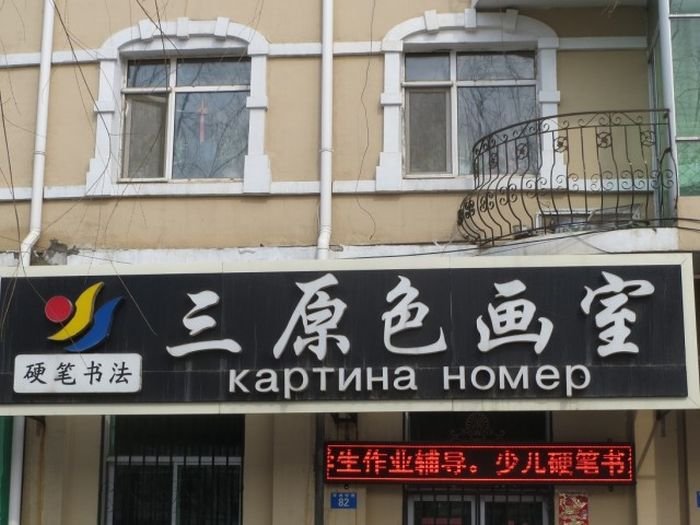 三原色画室
硬笔书法
картина номер
学生作业辅导。少儿硬笔书
82